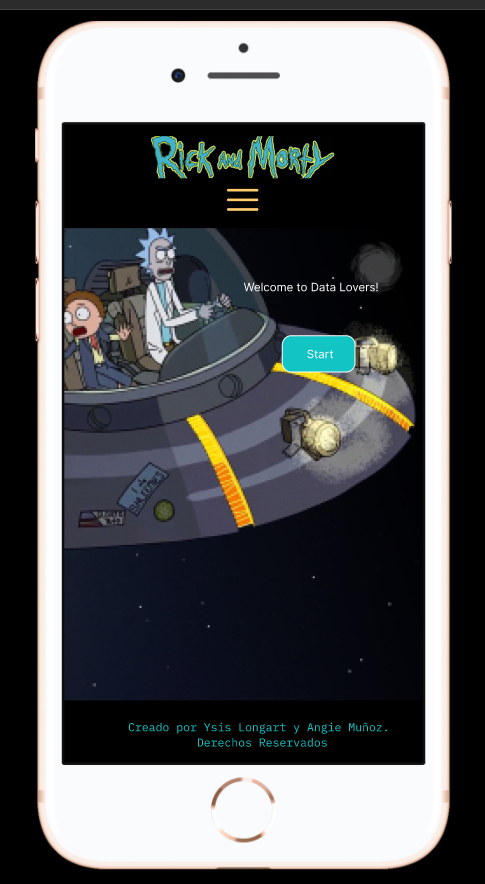 Rick and Morty
Welcome to Data Lovers!
Start
Creado por Ysis Longart y Angie Muñoz.
Derechos Reservados